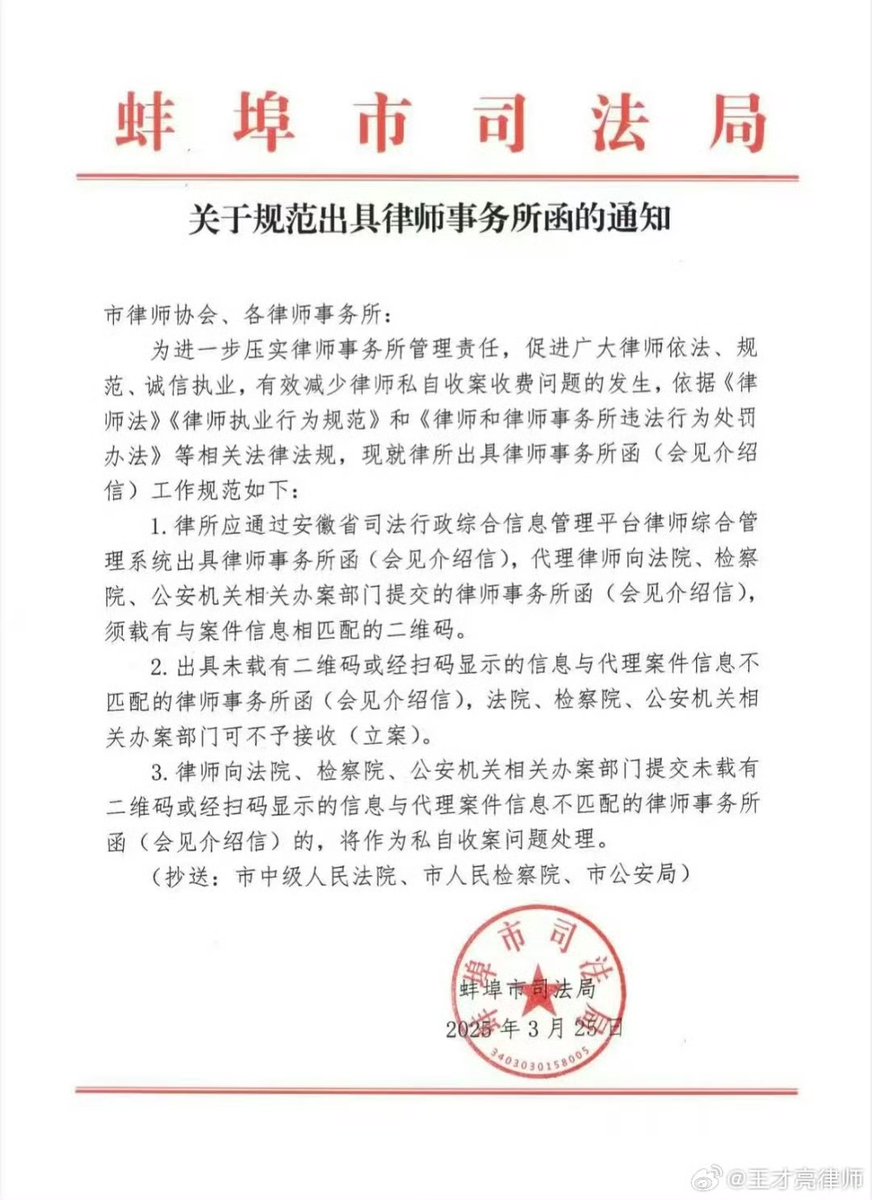 蚌埠市司法局
关于规范出具律师事务所函的通知
市律师协会、各律师事务所：
为进一步压实律师事务所管理责任，促进广大律师依法、规
范、诚信执业，有效减少律师私自收案收费问题的发生，依据《律
师法》《律师执业行为规范》和《律师和律师事务所违法行为处罚
办法》等相关法律法规，现就律所出具律师事务所函（会见介绍
信）工作规范如下：
1.律所应通过安徽省司法行政综合信息管理平台律师综合管
理系统出具律师事务所函（会见介绍信），代理律师向法院、检察
院、公安机关相关办案部门提交的律师事务所函（会见介绍信），
须载有与案件信息相匹配的二维码。
2.出具未载有二维码或经扫码显示的信息与代理案件信息不
匹配的律师事务所函（会见介绍信），法院、检察院、公安机关相
关办案部门可不予接收（立案）。
3.律师向法院、检察院、公安机关相关办案部门提交未载有
二维码或经扫码显示的信息与代理案件信息不匹配的律师事务所
函（会见介绍信）的，将作为私自收案问题处理。
（抄送：市中级人民法院、市人民检察院、市公安局）
蚌埠市司法局
蚌埠市司法局
2025年3月25日
3403030158005
@王才亮律师